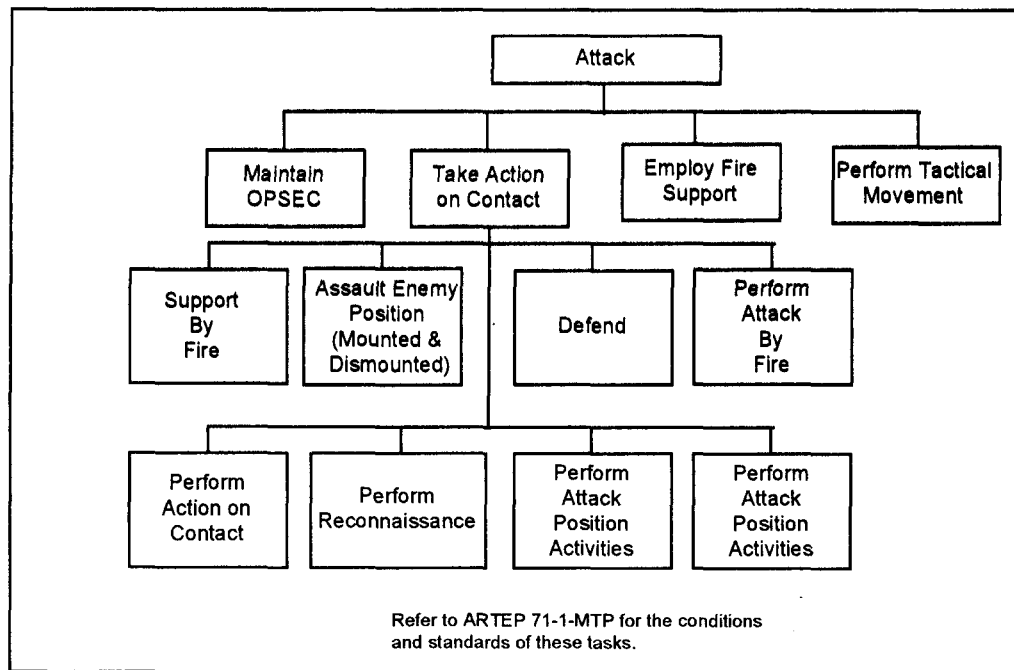 Attack
Maintain
OPSEC
Take Action
on Contact
Employ Fire
Support
Perform Tactical
Movement
Support
By
Fire
Assault Enemy
Position
(Mounted &
Dismounted)
Defend
Perform
Attack
By
Fire
Perform
Action on
Contact
Perform
Reconnaissance
Perform
Attack
Position
Activities
Perform
Attack
Position
Activities
Refer to ARTEP 71-1-MTP for the conditions
and standards of these tasks.